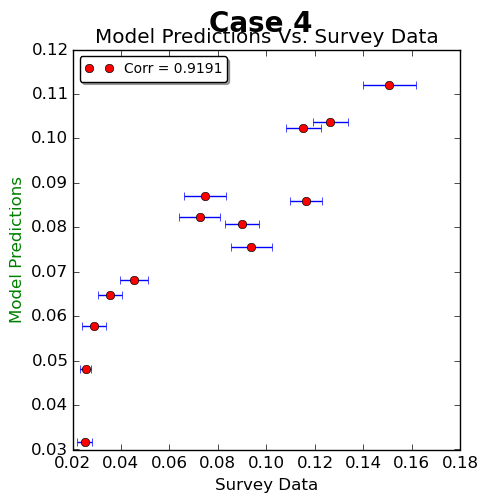 Case 4
Model Predictions Vs. Survey Data
Corr = 0.9191
0.12
0.11
0.10
0.09
0.08
0.07
0.06
0.05
0.04
0.03
Model Predictions
0.02 0.04 0.06 0.08 0.10 0.12 0.14 0.16 0.18
Survey Data